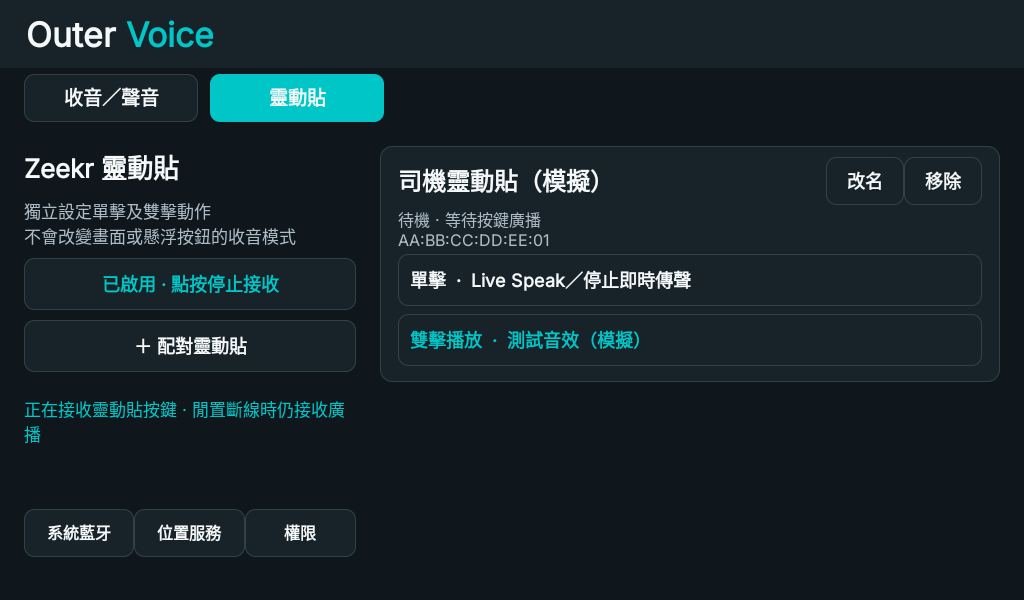 Outer Voice
收音／聲音
靈動貼
Zeekr 靈動貼
獨立設定單擊及雙擊動作
不會改變畫面或懸浮按鈕的收音模式
已啟用 · 點按停止接收
＋ 配對靈動貼
正在接收靈動貼按鍵 · 閒置斷線時仍接收廣
播
系統藍牙
位置服務
權限
司機靈動貼（模擬）
改名
移除
待機 · 等待按鍵廣播
AA:BB:CC:DD:EE:01
單擊 · Live Speak／停止即時傳聲
雙擊播放 · 測試音效（模擬）